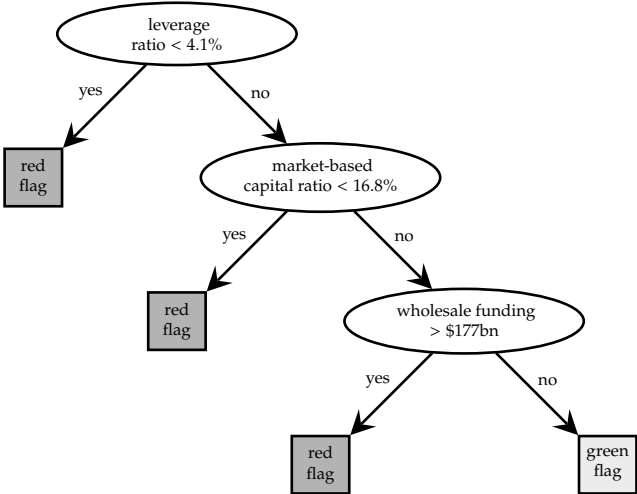 leverage
ratio < 4.1%
yes
no
red
flag
market-based
capital ratio < 16.8%
yes
no
red
flag
wholesale funding
> $177bn
yes
no
red
flag
green
flag